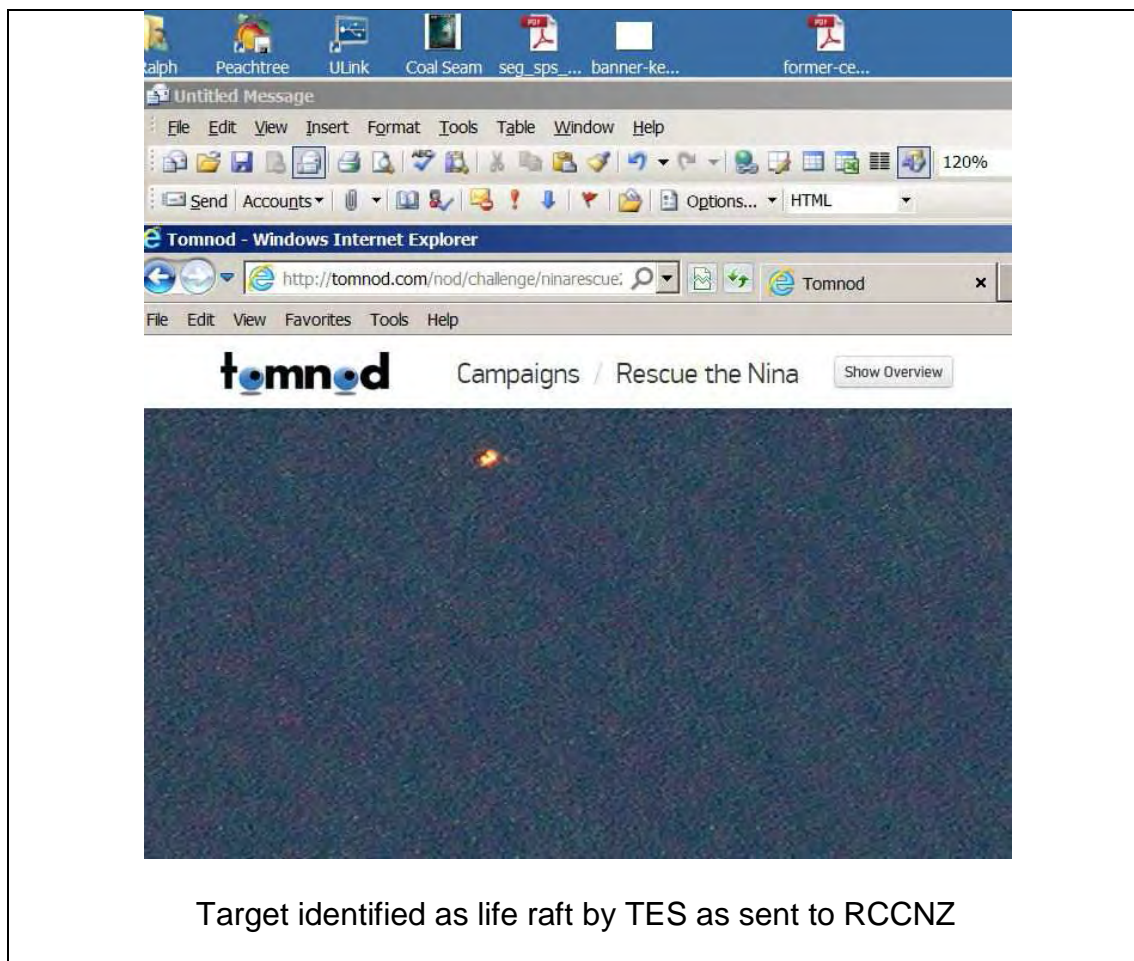 Ralph Peachtree ULink Coal Seam seg_sps_... banner-ke... former-ce...
Untitled Message
File Edit View Insert Format Tools Table Window Help
120%
Send Accounts Options... HTML
Tomnod - Windows Internet Explorer
http://tomnod.com/nod/challenge/ninarescue Tomnod x
File Edit View Favorites Tools Help
tomnod Campaigns / Rescue the Nina Show Overview
Target identified as life raft by TES as sent to RCCNZ